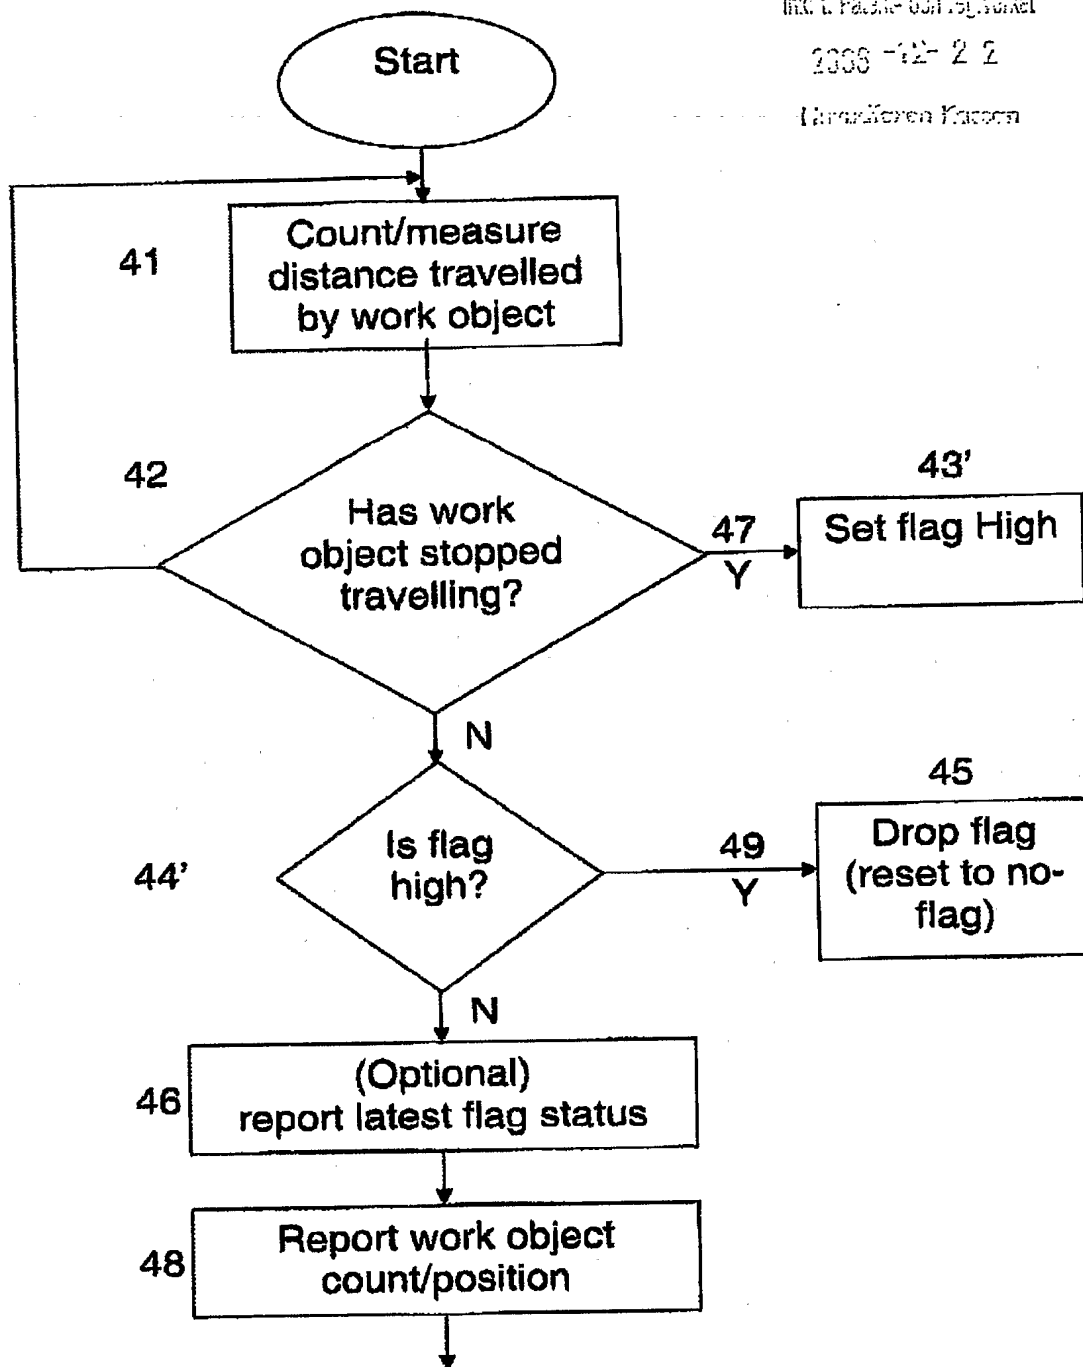 Start
2 2
41
Count/measure
distance travelled
by work object
42
Has work
object stopped
travelling?
47
Y
43'
Set flag High
N
44'
Is flag
high?
49
Y
45
Drop flag
(reset to no-
flag)
N
46
(Optional)
report latest flag status
48
Report work object
count/position